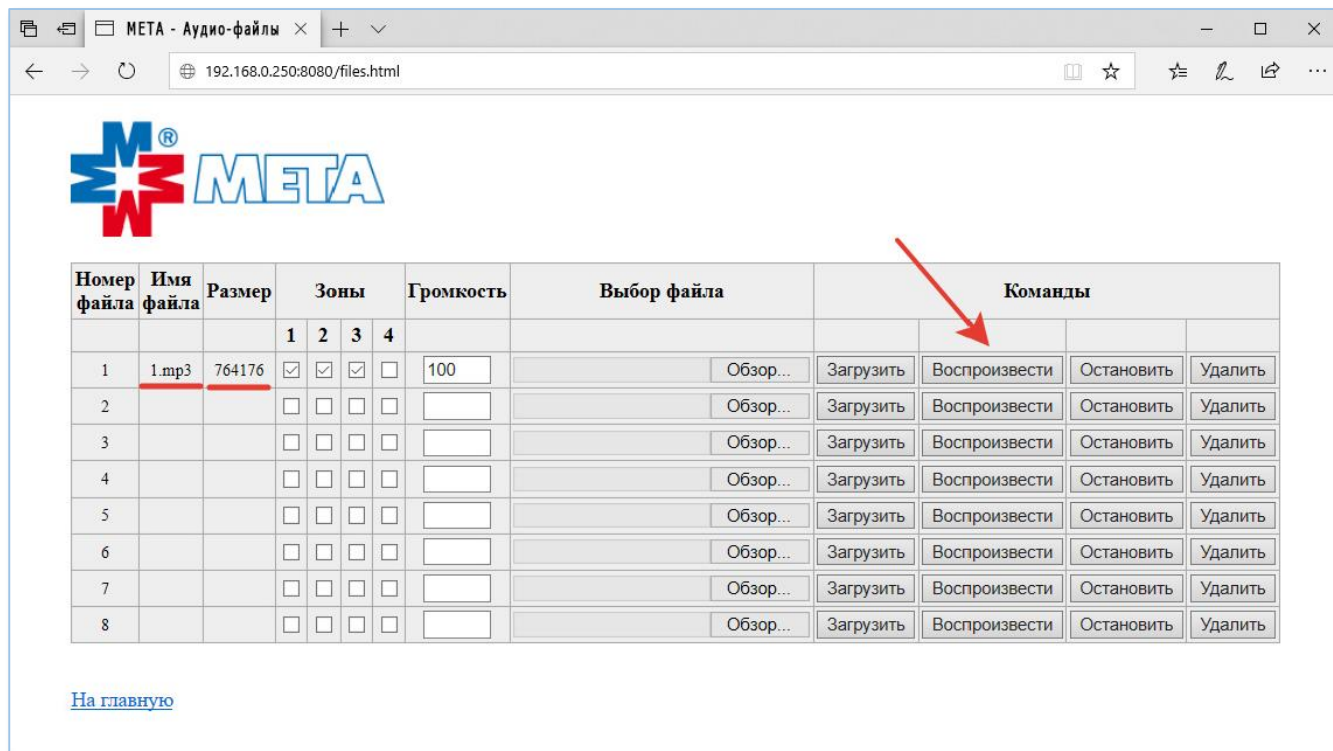 META - Аудио-файлы
192.168.0.250:8080/files.html
META ®
Номер файла Имя файла Размер Зоны Громкость Выбор файла Команды
1 2 3 4
1 1.mp3 764176 100 Обзор... Загрузить Воспроизвести Остановить Удалить
2 Обзор... Загрузить Воспроизвести Остановить Удалить
3 Обзор... Загрузить Воспроизвести Остановить Удалить
4 Обзор... Загрузить Воспроизвести Остановить Удалить
5 Обзор... Загрузить Воспроизвести Остановить Удалить
6 Обзор... Загрузить Воспроизвести Остановить Удалить
7 Обзор... Загрузить Воспроизвести Остановить Удалить
8 Обзор... Загрузить Воспроизвести Остановить Удалить
На главную